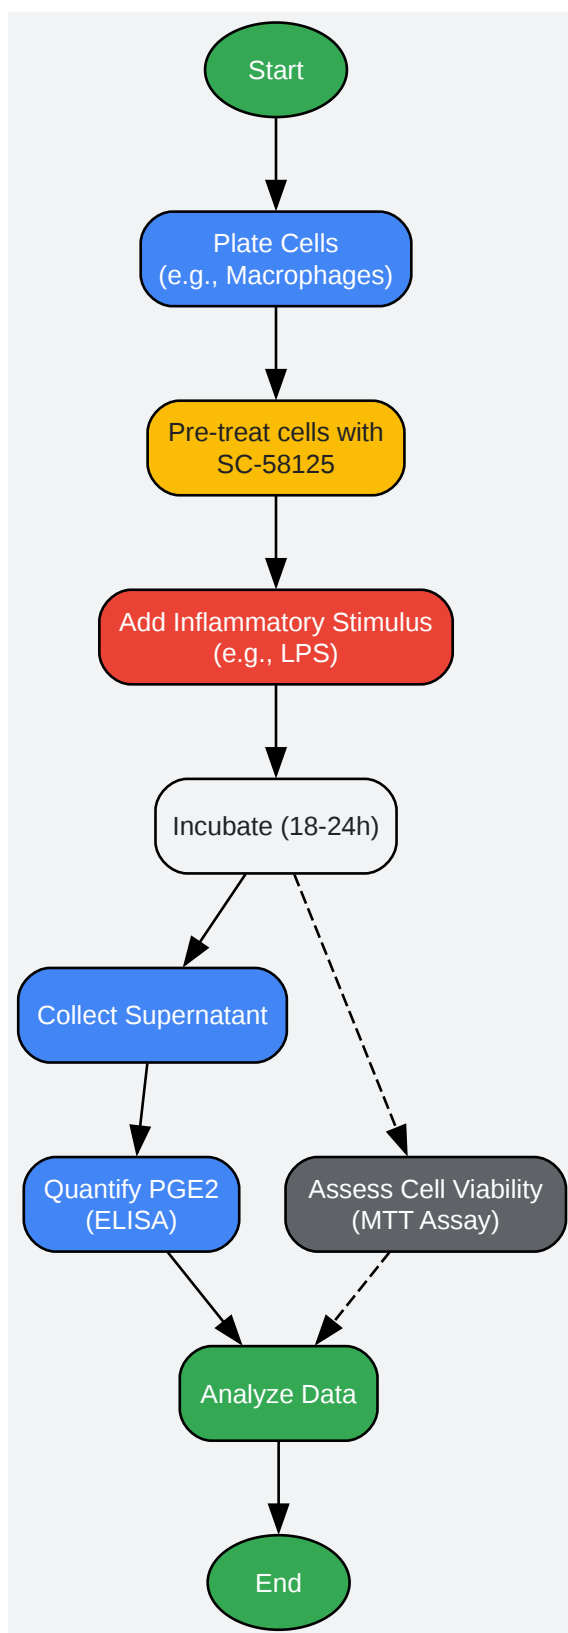 Start
Plate Cells
(e.g., Macrophages)
Pre-treat cells with
SC-58125
Add Inflammatory Stimulus
(e.g., LPS)
Incubate (18-24h)
Collect Supernatant
Quantify PGE2
(ELISA)
Assess Cell Viability
(MTT Assay)
Analyze Data
End